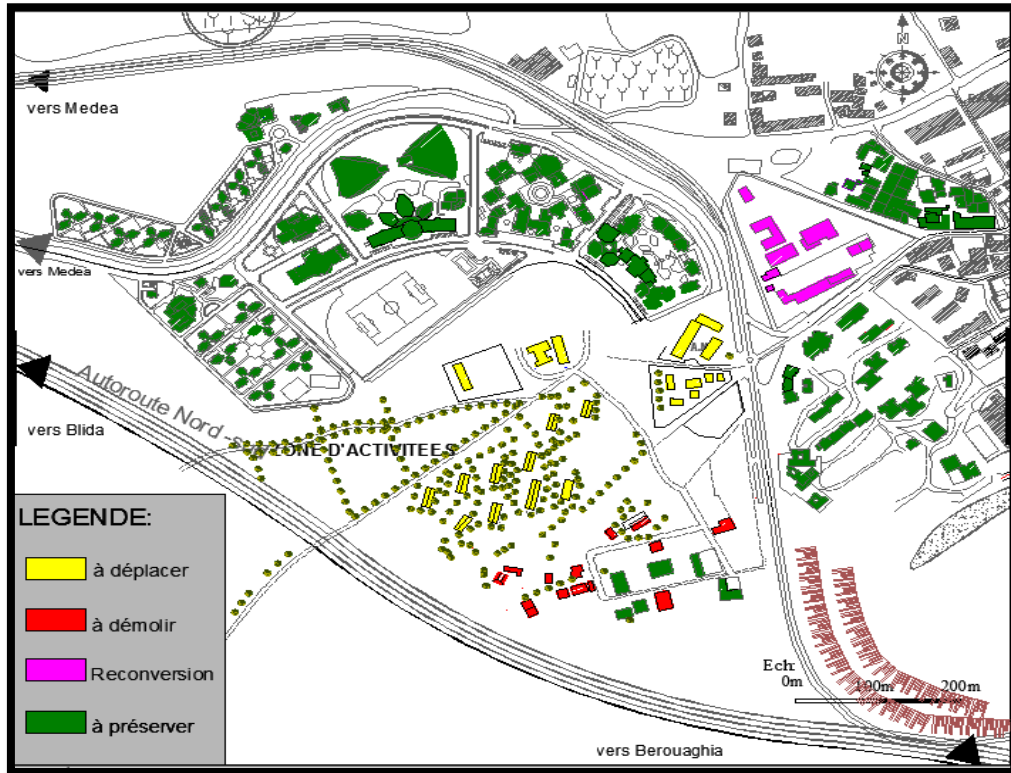 N
vers Medea
vers Medea
Autoroute Nord-s
ZONE D'ACTIVITEES
vers Blida
LEGENDE:
à déplacer
à démolir
Reconversion
à préserver
Ech:
0m 100m 200m
vers Berouaghia